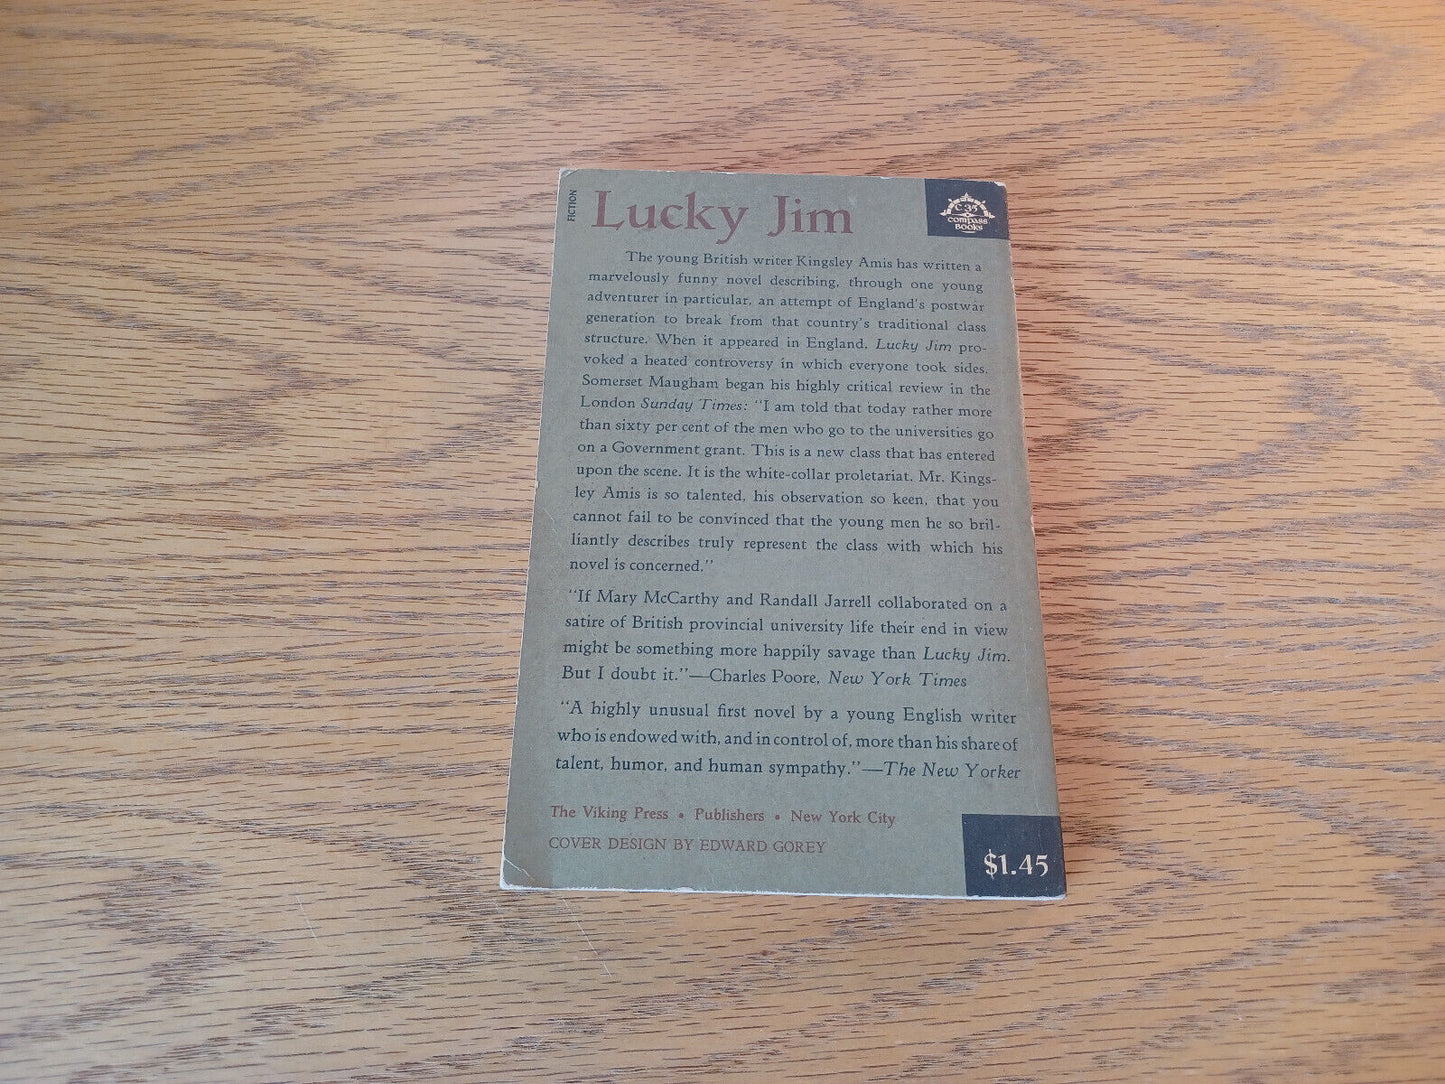 FICTION
Lucky Jim
C 35
COMPASS
BOOKS
The young British writer Kingsley Amis has written a
marvelously funny novel describing, through one young
adventurer in particular, an attempt of England's postwar
generation to break from that country's traditional class
structure. When it appeared in England, Lucky Jim pro-
voked a heated controversy in which everyone took sides.
Somerset Maugham began his highly critical review in the
London Sunday Times: "I am told that today rather more
than sixty per cent of the men who go to the universities go
on a Government grant. This is a new class that has entered
upon the scene. It is the white-collar proletariat. Mr. Kings-
ley Amis is so talented, his observation so keen, that you
cannot fail to be convinced that the young men he so bril-
liantly describes truly represent the class with which his
novel is concerned."
"If Mary McCarthy and Randall Jarrell collaborated on a
satire of British provincial university life their end in view
might be something more happily savage than Lucky Jim.
But I doubt it."—Charles Poore, New York Times
"A highly unusual first novel by a young English writer
who is endowed with, and in control of, more than his share of
talent, humor, and human sympathy."—The New Yorker
The Viking Press • Publishers • New York City
COVER DESIGN BY EDWARD GOREY
$1.45